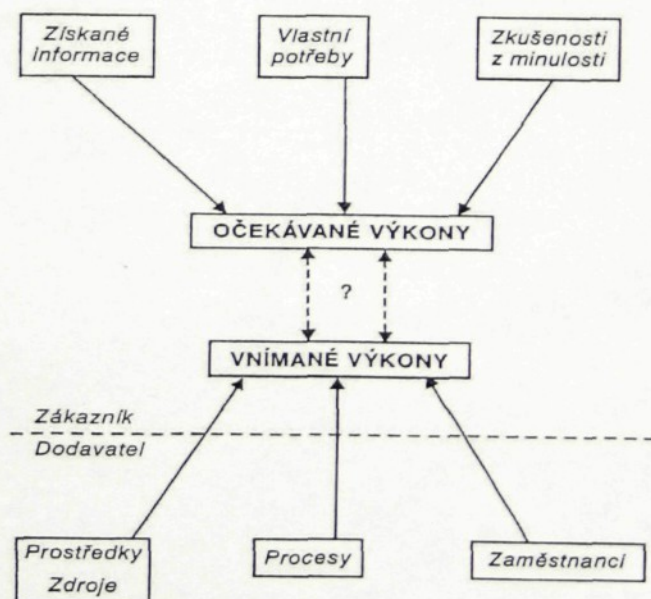 Získané
informace
Vlastní
potřeby
Zkušenosti
z minulosti
OČEKÁVANÉ VÝKONY
?
VNÍMANÉ VÝKONY
Zákazník
Dodavatel
Prostředky
Zdroje
Procesy
Zaměstnanci